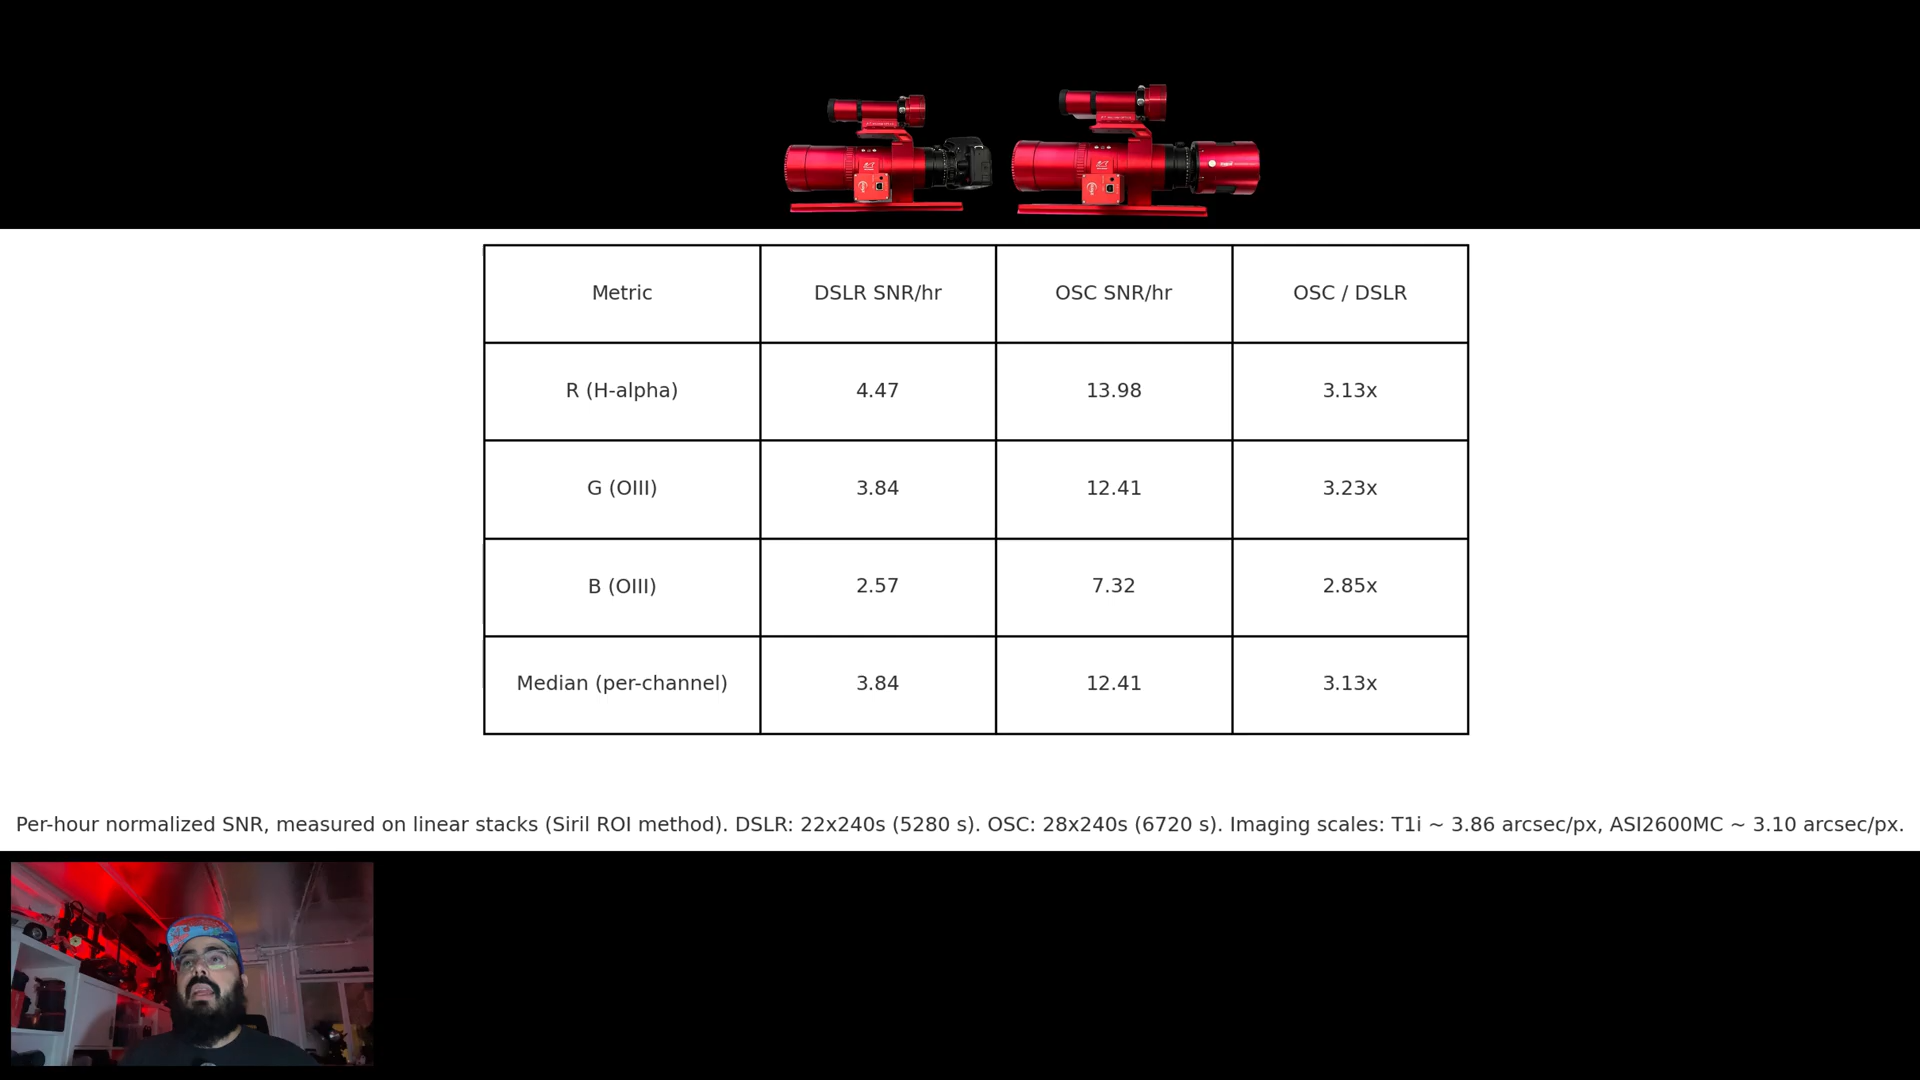 Metric DSLR SNR/hr OSC SNR/hr OSC / DSLR
R (H-alpha) 4.47 13.98 3.13x
G (OIII) 3.84 12.41 3.23x
B (OIII) 2.57 7.32 2.85x
Median (per-channel) 3.84 12.41 3.13x
Per-hour normalized SNR, measured on linear stacks (Siril ROI method). DSLR: 22x240s (5280 s). OSC: 28x240s (6720 s). Imaging scales: T1i ~ 3.86 arcsec/px, ASI2600MC ~ 3.10 arcsec/px.